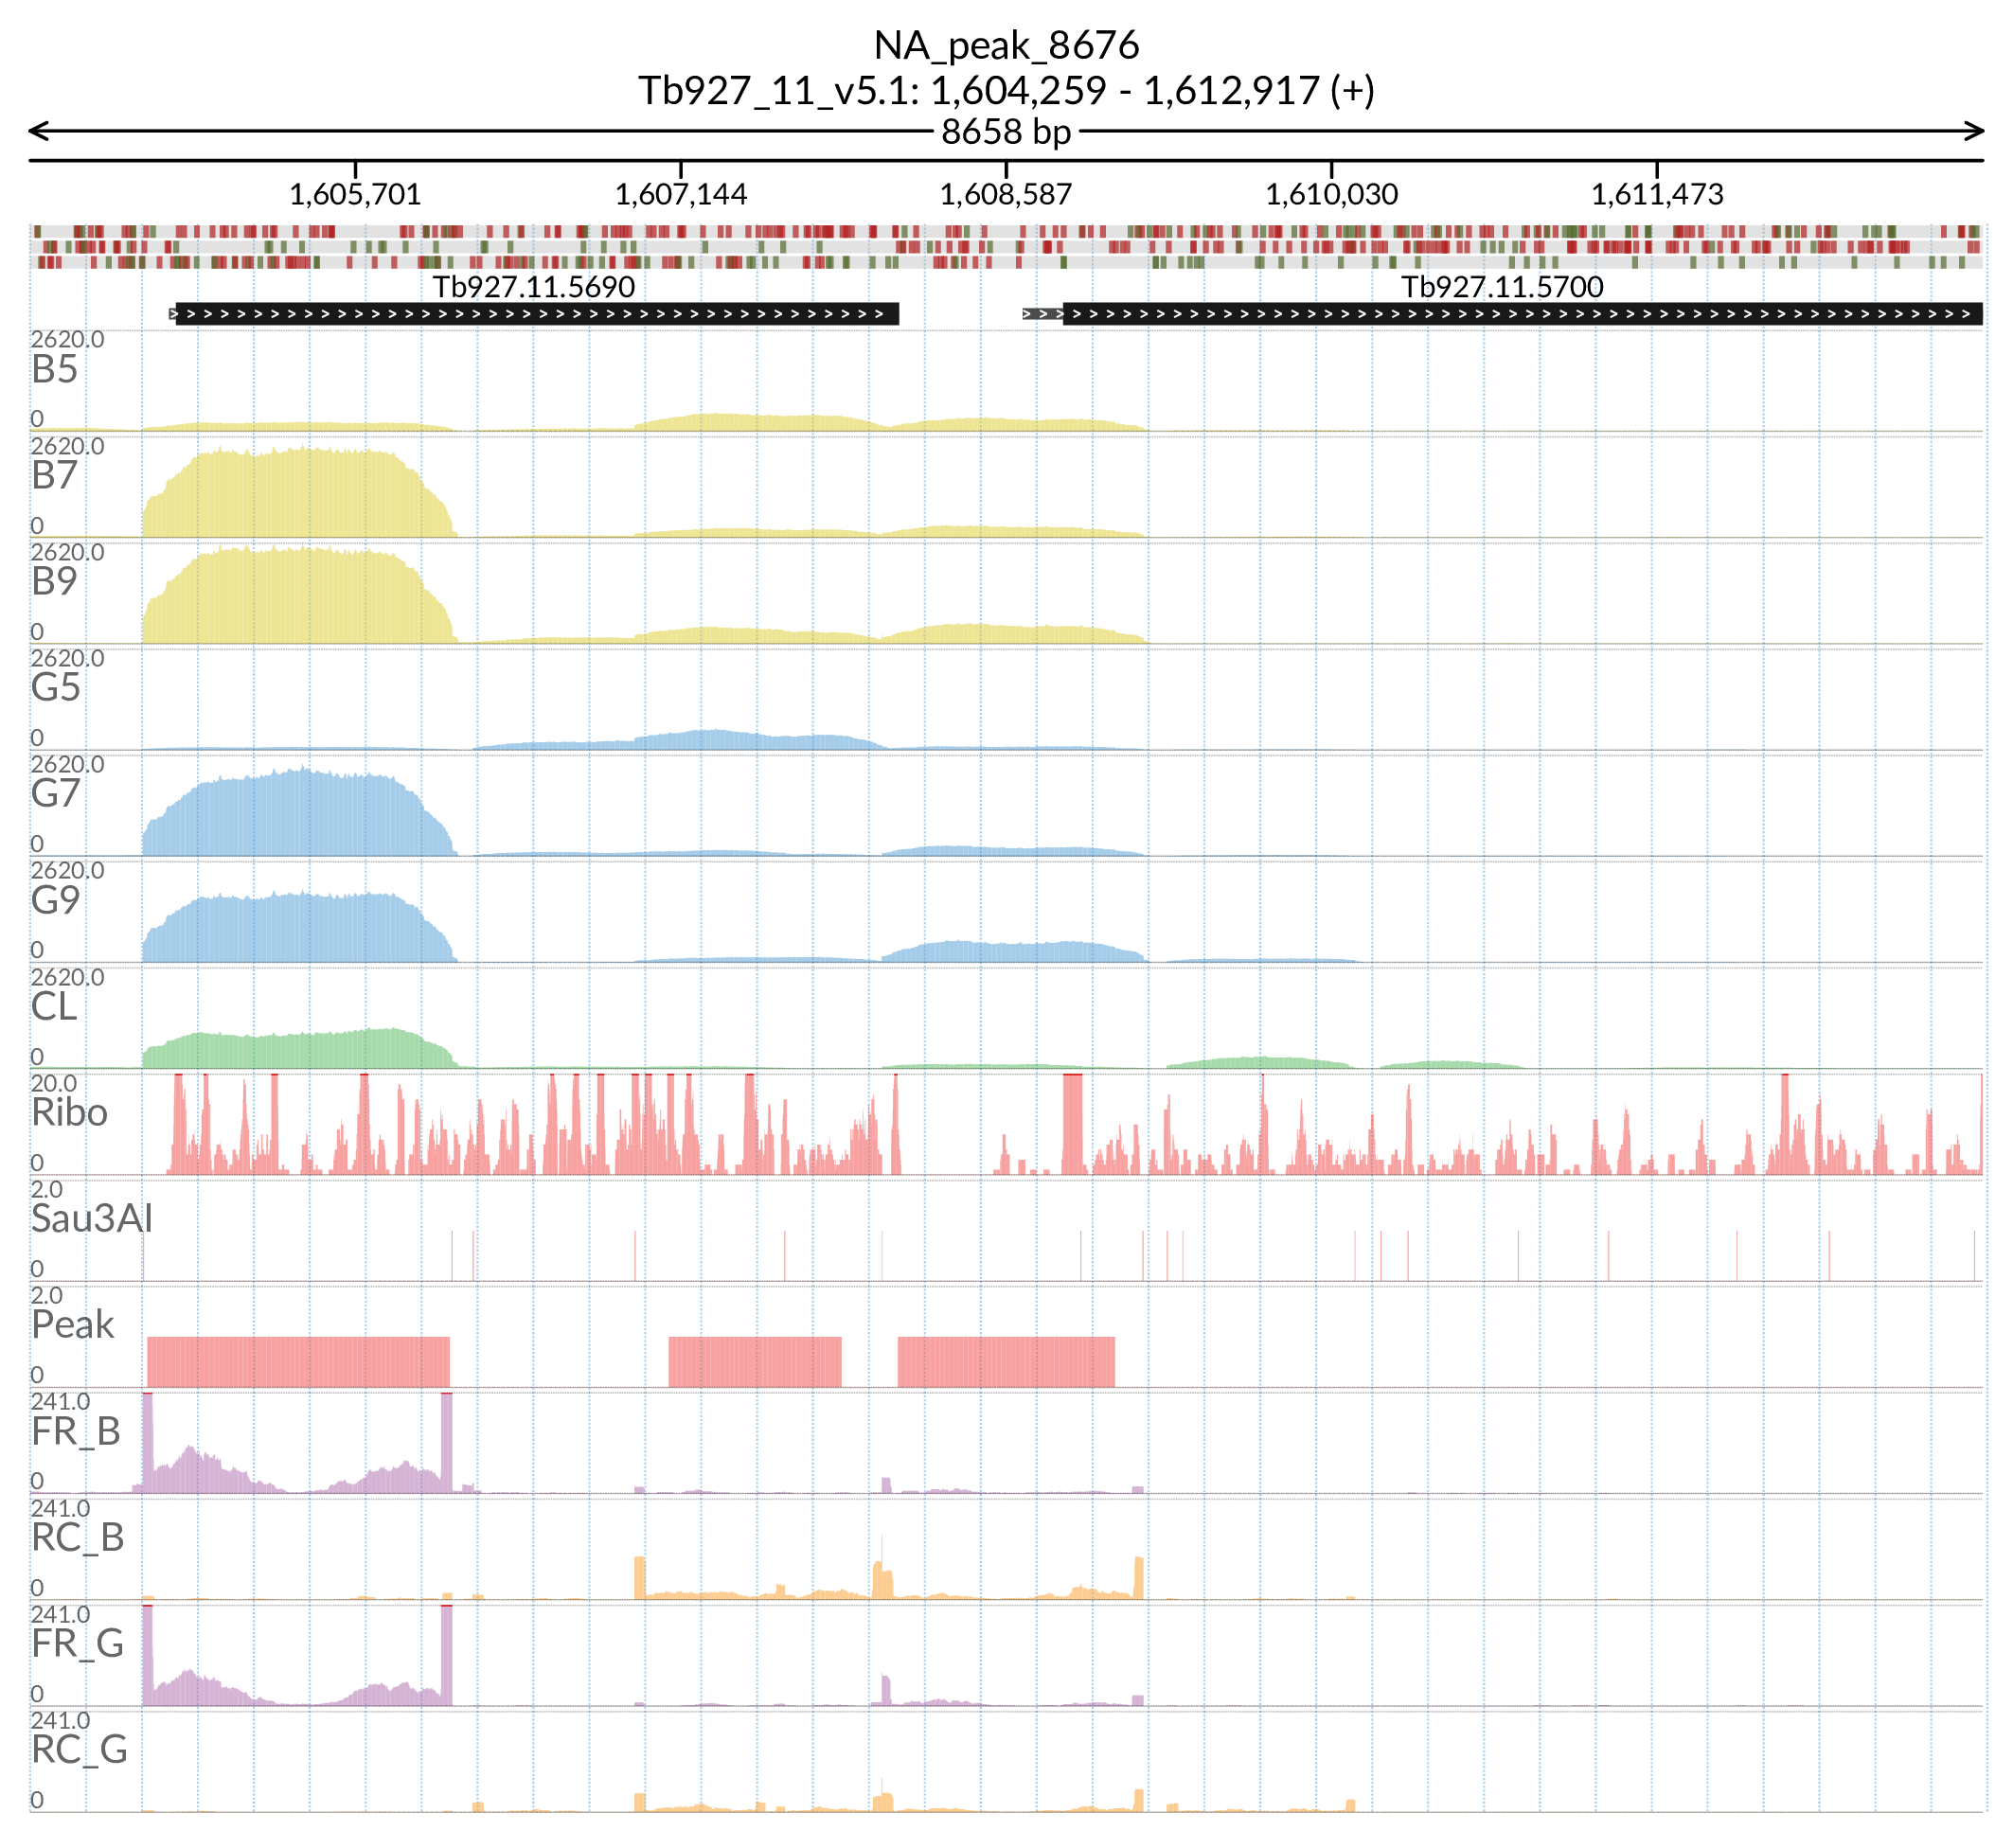 NA_peak_8676
Tb927_11_v5.1: 1,604,259 - 1,612,917 (+)
8658 bp
1,605,701 1,607,144 1,608,587 1,610,030 1,611,473
Tb927.11.5690 Tb927.11.5700
2620.0
B5
0
2620.0
B7
0
2620.0
B9
0
2620.0
G5
0
2620.0
G7
0
2620.0
G9
0
2620.0
CL
0
20.0
Ribo
0
2.0
Sau3AI
0
2.0
Peak
0
241.0
FR_B
0
241.0
RC_B
0
241.0
FR_G
0
241.0
RC_G
0